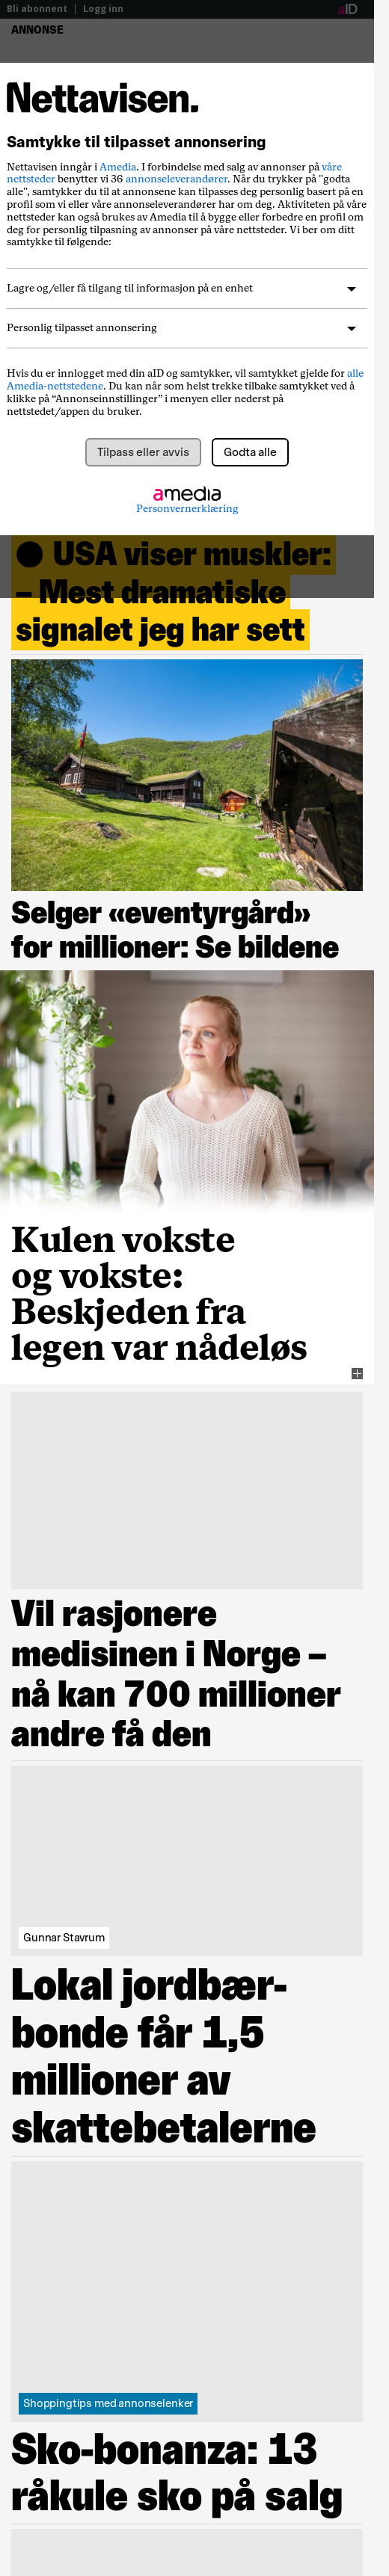 Bli abonnent | Logg inn
aID
ANNONSE
Nettavisen.
Samtykke til tilpasset annonsering
Nettavisen inngår i Amedia. I forbindelse med salg av annonser på våre
nettsteder benytter vi 36 annonseleverandører. Når du trykker på "godta
alle", samtykker du til at annonsene kan tilpasses deg personlig basert på en
profil som vi eller våre annonseleverandører har om deg. Aktiviteten på våre
nettsteder kan også brukes av Amedia til å bygge eller forbedre en profil om
deg for personlig tilpasning av annonser på våre nettsteder. Vi ber om ditt
samtykke til følgende:
Lagre og/eller få tilgang til informasjon på en enhet
Personlig tilpasset annonsering
Hvis du er innlogget med din aID og samtykker, vil samtykket gjelde for alle
Amedia-nettstedene. Du kan når som helst trekke tilbake samtykket ved å
klikke på “Annonseinnstillinger” i menyen eller nederst på
nettstedet/appen du bruker.
Tilpass eller avvis
Godta alle
amedia
Personvernerklæring
USA viser muskler:
– Mest dramatiske
signalet jeg har sett
Selger «eventyrgård»
for millioner: Se bildene
Kulen vokste
og vokste:
Beskjeden fra
legen var nådeløs
Vil rasjonere
medisinen i Norge –
nå kan 700 millioner
andre få den
Gunnar Stavrum
Lokal jordbær-
bonde får 1,5
millioner av
skattebetalerne
Shoppingtips med annonselenker
Sko-bonanza: 13
råkule sko på salg